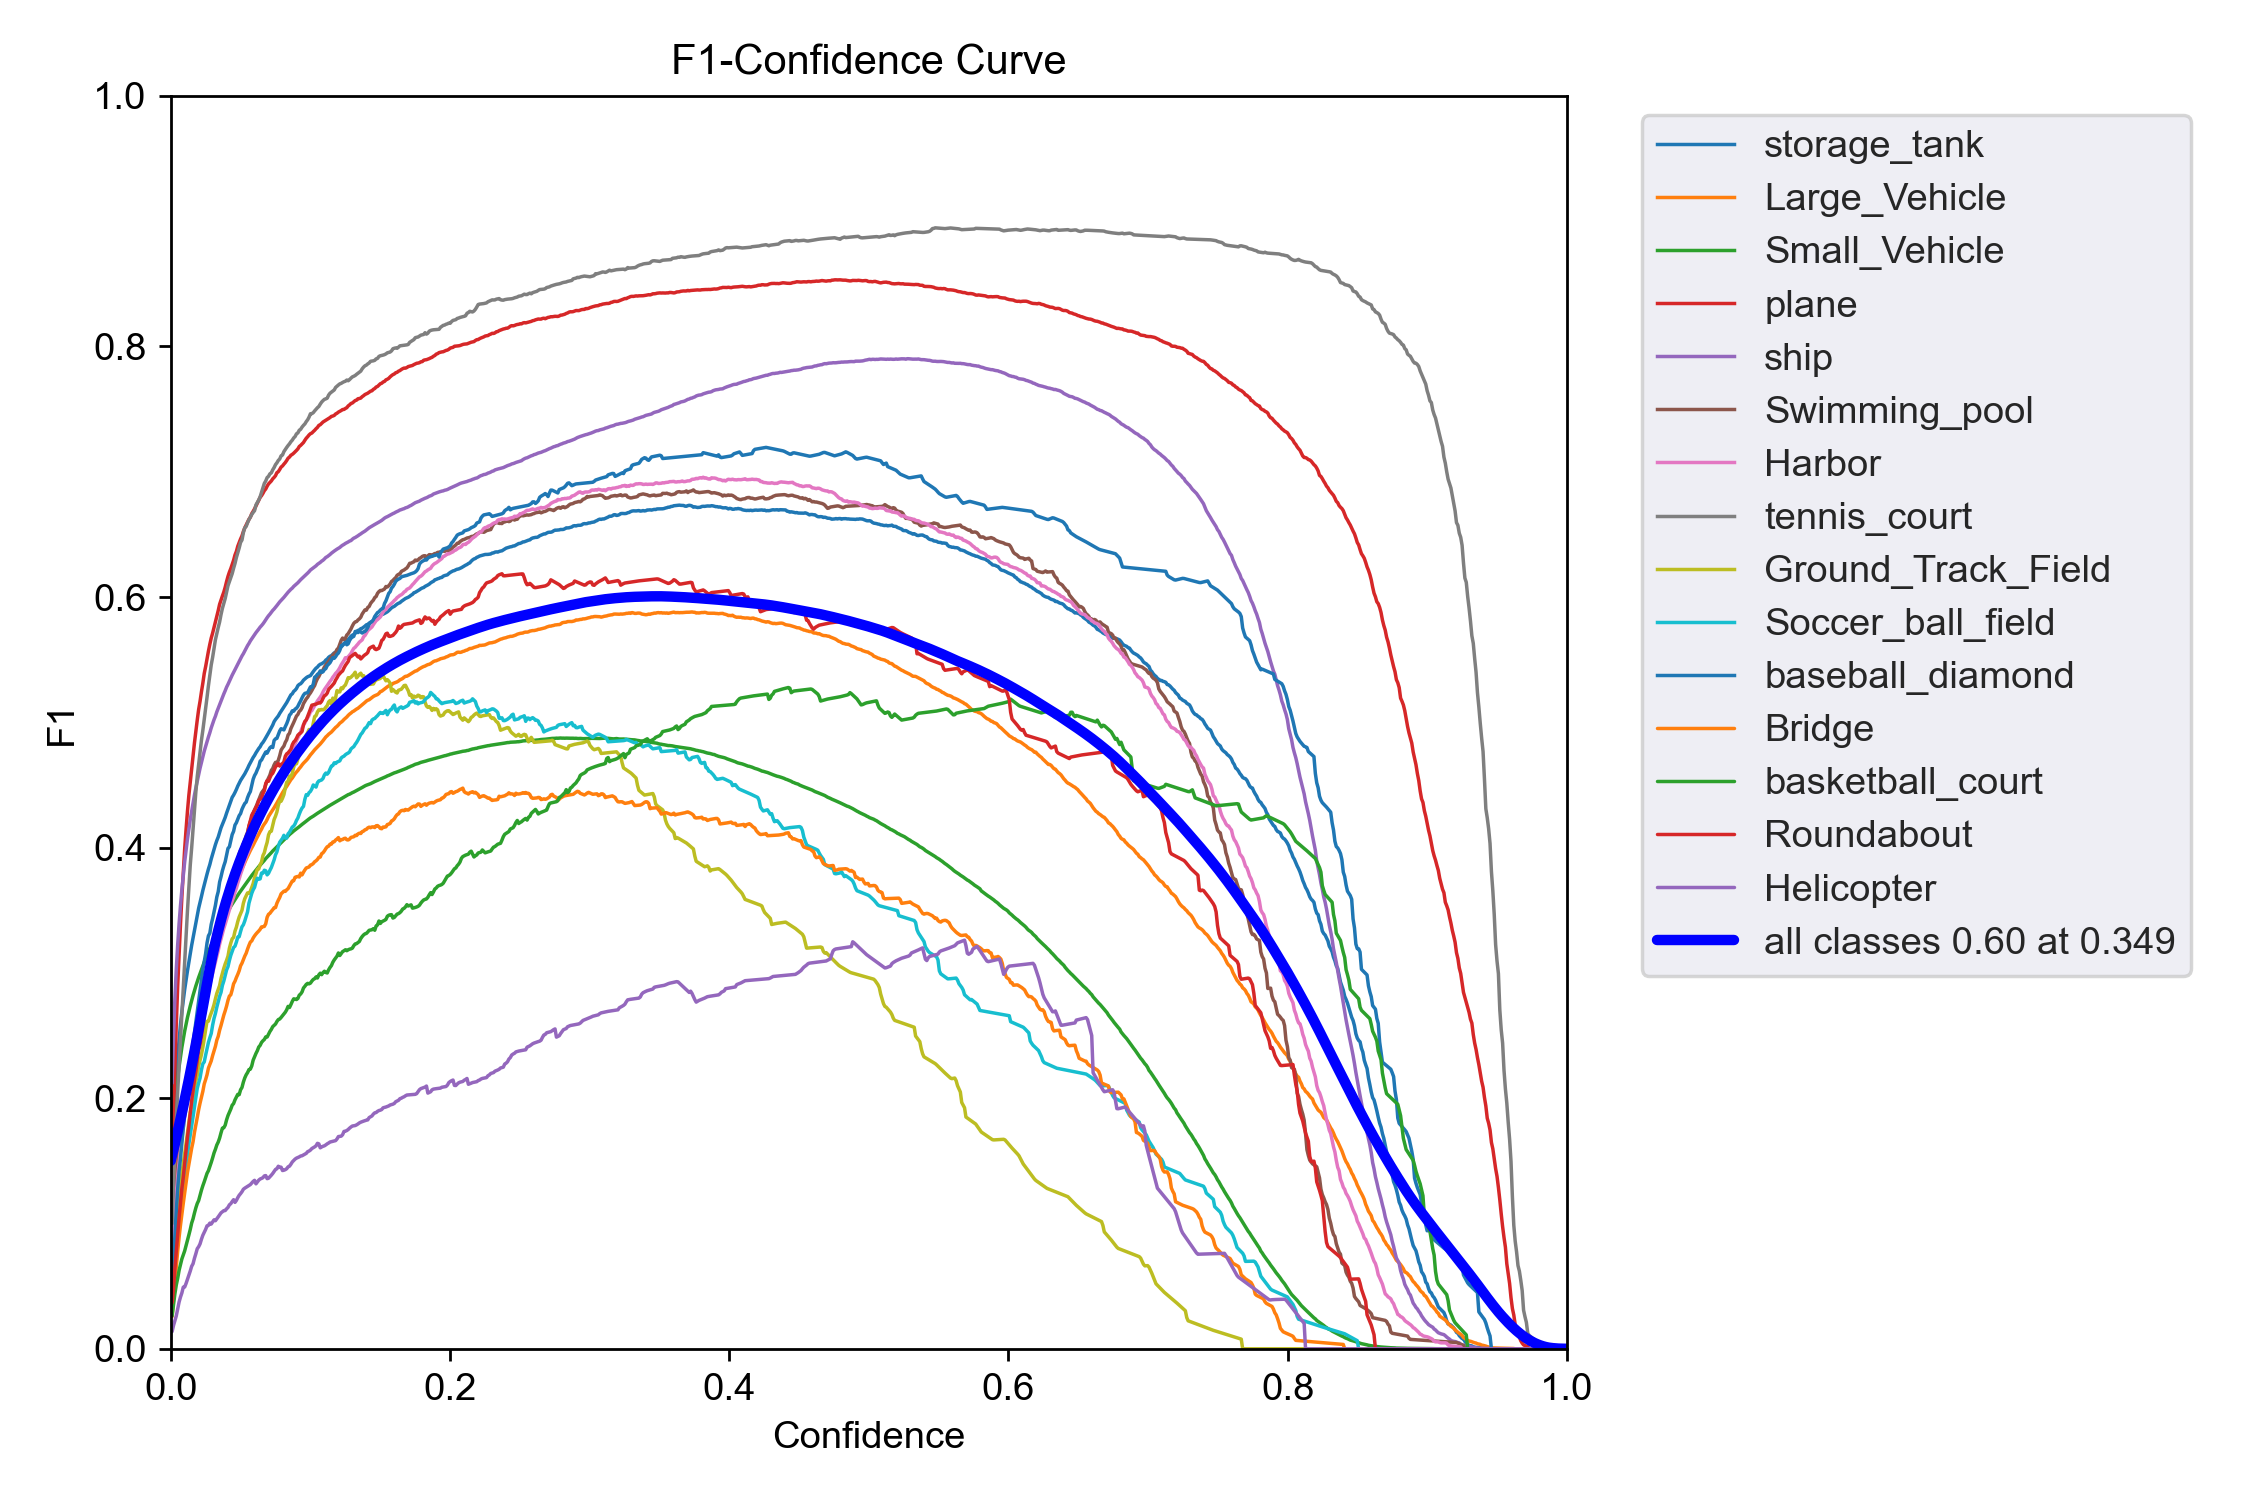 F1-Confidence Curve
1.0
0.8
0.6
0.4
0.2
0.0
F1
0.0 0.2 0.4 0.6 0.8 1.0
Confidence
storage_tank
Large_Vehicle
Small_Vehicle
plane
ship
Swimming_pool
Harbor
tennis_court
Ground_Track_Field
Soccer_ball_field
baseball_diamond
Bridge
basketball_court
Roundabout
Helicopter
all classes 0.60 at 0.349